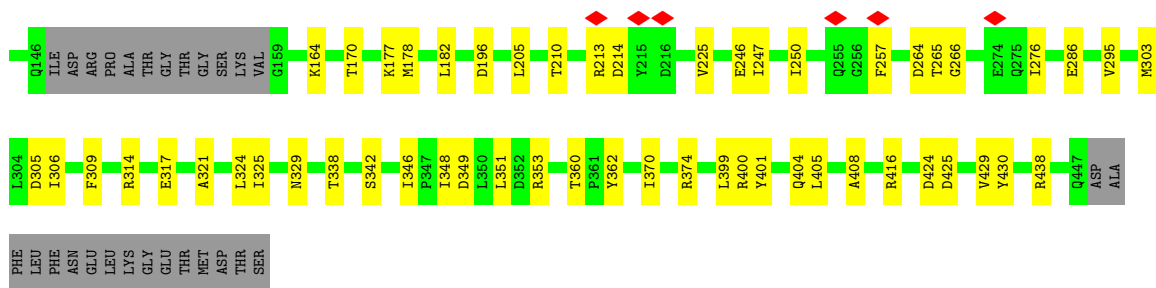 Q146 ILE ASP ARG PRO ALA THR GLY THR GLY SER LYS VAL G159 K164 T170 K177 M178 L182 D196 L205 T210 R213 D214 Y215 D216 V225 E246 I247 I250 Q255 G256 F257 D264 T265 G266 E274 Q275 I276 E286 V295 M303
L304 D305 I306 F309 R314 E317 A321 L324 I325 N329 T338 S342 I346 P347 I348 D349 L350 L351 D352 R353 T360 P361 Y362 I370 R374 L399 R400 Y401 Q404 L405 A408 R416 D424 D425 V429 Y430 R438 Q447 ASP ALA
PHE LEU PHE ASN GLU LEU LYS GLY GLU THR MET ASP THR SER